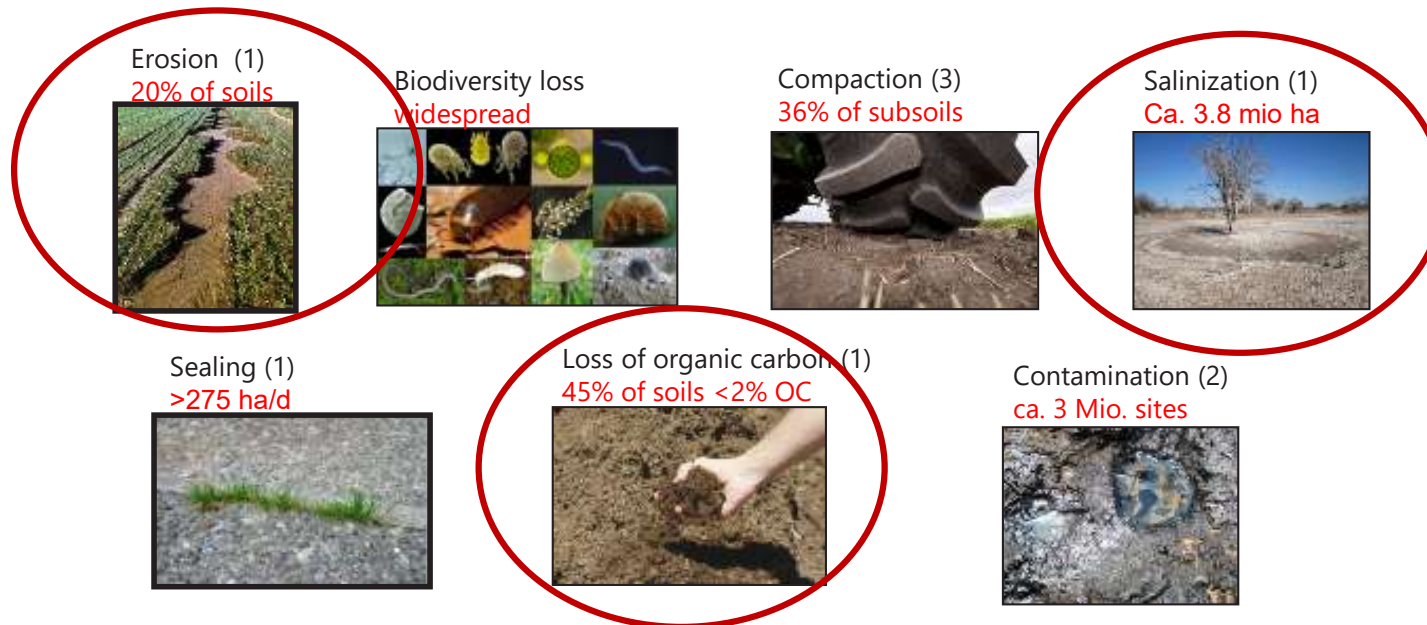 Erosion (1)
20% of soils
Biodiversity loss
widespread
Compaction (3)
36% of subsoils
Salinization (1)
Ca. 3.8 mio ha
Sealing (1)
>275 ha/d
Loss of organic carbon (1)
45% of soils <2% OC
Contamination (2)
ca. 3 Mio. sites